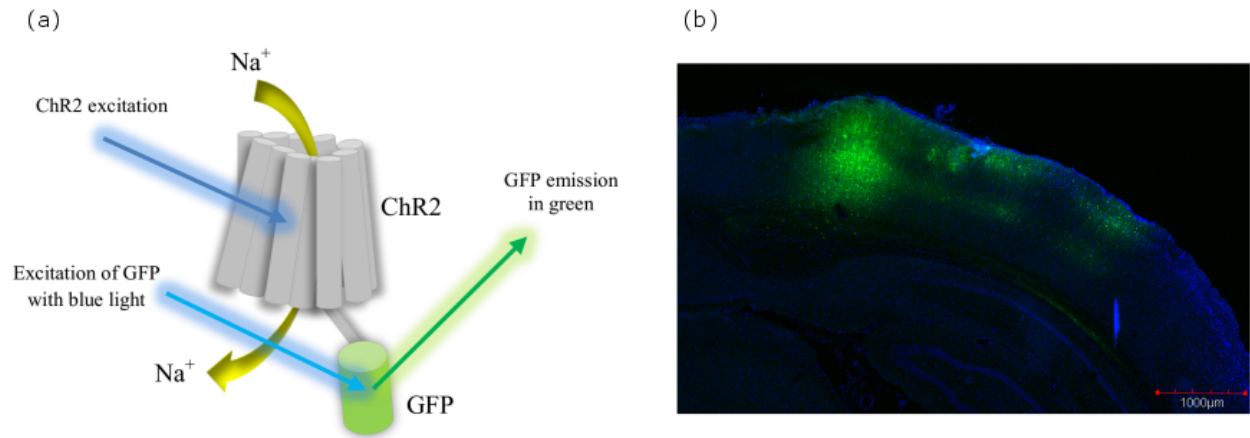 (a)
(b)
Na⁺
ChR2 excitation
ChR2
GFP emission
in green
Excitation of GFP
with blue light
Na⁺
GFP
1000µm